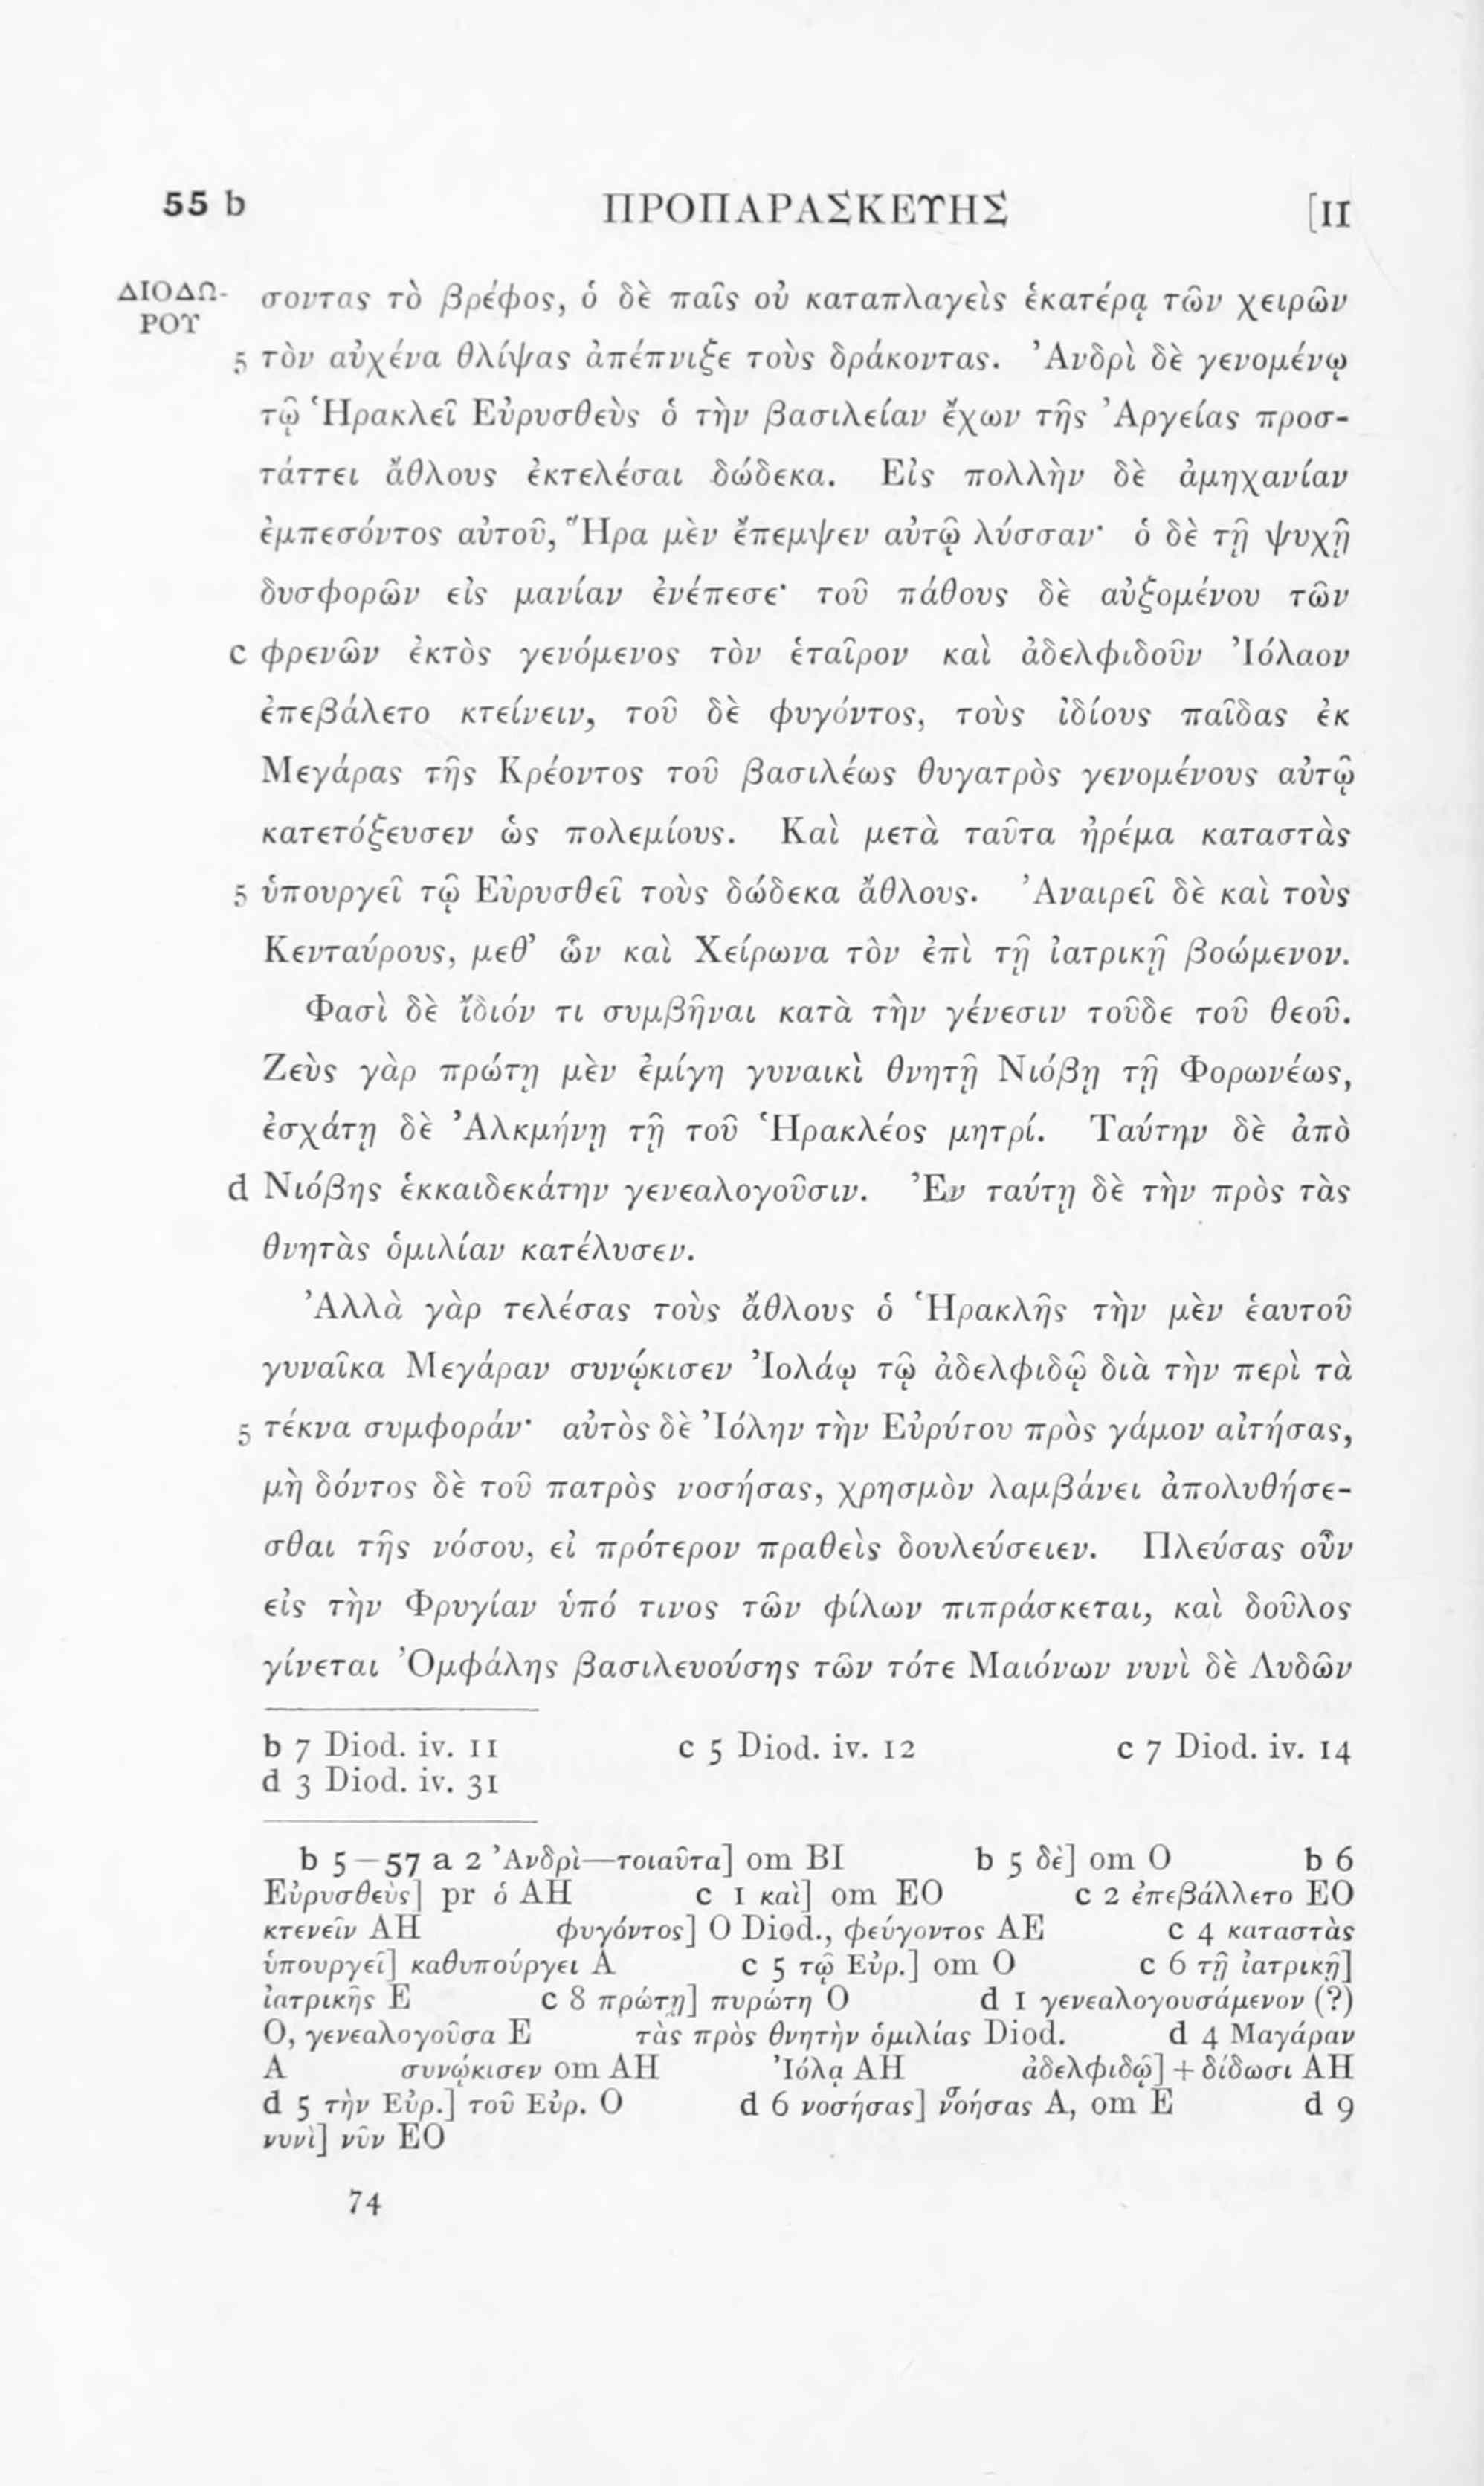 55 b ΠΡΟΠΑΡΑΣΚΕΥΗΣ [II
ΔΙΟΔΩ- σοντας τὸ βρέφος, ὁ δὲ παῖς οὐ καταπλαγεὶς ἑκατέρᾳ τῶν χειρῶν
ΡΟΥ
5 τὸν αὐχένα θλίψας ἀπέπνιξε τοὺς δράκοντας. Ἀνδρὶ δὲ γενομένῳ
τῷ Ἡρακλεῖ Εὐρυσθεὺς ὁ τὴν βασιλείαν ἔχων τῆς Ἀργείας προσ-
τάττει ἄθλους ἐκτελέσαι δώδεκα. Εἰς πολλὴν δὲ ἀμηχανίαν
ἐμπεσόντος αὐτοῦ, Ἥρα μὲν ἔπεμψεν αὐτῷ λύσσαν· ὁ δὲ τῇ ψυχῇ
δυσφορῶν εἰς μανίαν ἐνέπεσε· τοῦ πάθους δὲ αὐξομένου τῶν
c φρενῶν ἐκτὸς γενόμενος τὸν ἑταῖρον καὶ ἀδελφιδοῦν Ἰόλαον
ἐπεβάλετο κτείνειν, τοῦ δὲ φυγόντος, τοὺς ἰδίους παῖδας ἐκ
Μεγάρας τῆς Κρέοντος τοῦ βασιλέως θυγατρὸς γενομένους αὐτῷ
κατετόξευσεν ὡς πολεμίους. Καὶ μετὰ ταῦτα ἠρέμα καταστὰς
5 ὑπουργεῖ τῷ Εὐρυσθεῖ τοὺς δώδεκα ἄθλους. Ἀναιρεῖ δὲ καὶ τοὺς
Κενταύρους, μεθ’ ὧν καὶ Χείρωνα τὸν ἐπὶ τῇ ἰατρικῇ βοώμενον.
Φασὶ δὲ ἴδιόν τι συμβῆναι κατὰ τὴν γένεσιν τοῦδε τοῦ θεοῦ.
Ζεὺς γὰρ πρώτῃ μὲν ἐμίγη γυναικὶ θνητῇ Νιόβῃ τῇ Φορωνέως,
ἐσχάτῃ δὲ Ἀλκμήνῃ τῇ τοῦ Ἡρακλέος μητρί. Ταύτην δὲ ἀπὸ
d Νιόβης ἑκκαιδεκάτην γενεαλογοῦσιν. Ἐν ταύτῃ δὲ τὴν πρὸς τὰς
θνητὰς ὁμιλίαν κατέλυσεν.
Ἀλλὰ γὰρ τελέσας τοὺς ἄθλους ὁ Ἡρακλῆς τὴν μὲν ἑαυτοῦ
γυναῖκα Μεγάραν συνῴκισεν Ἰολάῳ τῷ ἀδελφιδῷ διὰ τὴν περὶ τὰ
5 τέκνα συμφοράν· αὐτὸς δὲ Ἰόλην τὴν Εὐρύτου πρὸς γάμον αἰτήσας,
μὴ δόντος δὲ τοῦ πατρὸς νοσήσας, χρησμὸν λαμβάνει ἀπολυθήσε-
σθαι τῆς νόσου, εἰ πρότερον πραθεὶς δουλεύσειεν. Πλεύσας οὖν
εἰς τὴν Φρυγίαν ὑπό τινος τῶν φίλων πιπράσκεται, καὶ δοῦλος
γίνεται Ὀμφάλης βασιλευούσης τῶν τότε Μαιόνων νυνὶ δὲ Λυδῶν
b 7 Diod. iv. 11 c 5 Diod. iv. 12 c 7 Diod. iv. 14
d 3 Diod. iv. 31
b 5—57 a 2 Ἀνδρὶ—τοιαῦτα] om BI b 5 δὲ] om O b 6
Εὐρυσθεὺς] pr ὁ AH c 1 καὶ] om EO c 2 ἐπεβάλλετο EO
κτενεῖν AH φυγόντος] O Diod., φεύγοντος AE c 4 καταστὰς
ὑπουργεῖ] καθυπούργει A c 5 τῷ Εὐρ.] om O c 6 τῇ ἰατρικῇ]
ἰατρικῆς E c 8 πρώτῃ] πυρώτη O d 1 γενεαλογουσάμενον (?)
O, γενεαλογοῦσα E τὰς πρὸς θνητὴν ὁμιλίας Diod. d 4 Μαγάραν
A συνῴκισεν om AH Ἰόλᾳ AH ἀδελφιδῷ] + δίδωσι AH
d 5 τὴν Εὐρ.] τοῦ Εὐρ. O d 6 νοσήσας] νοήσας A, om E d 9
νυνὶ] νῦν EO
74